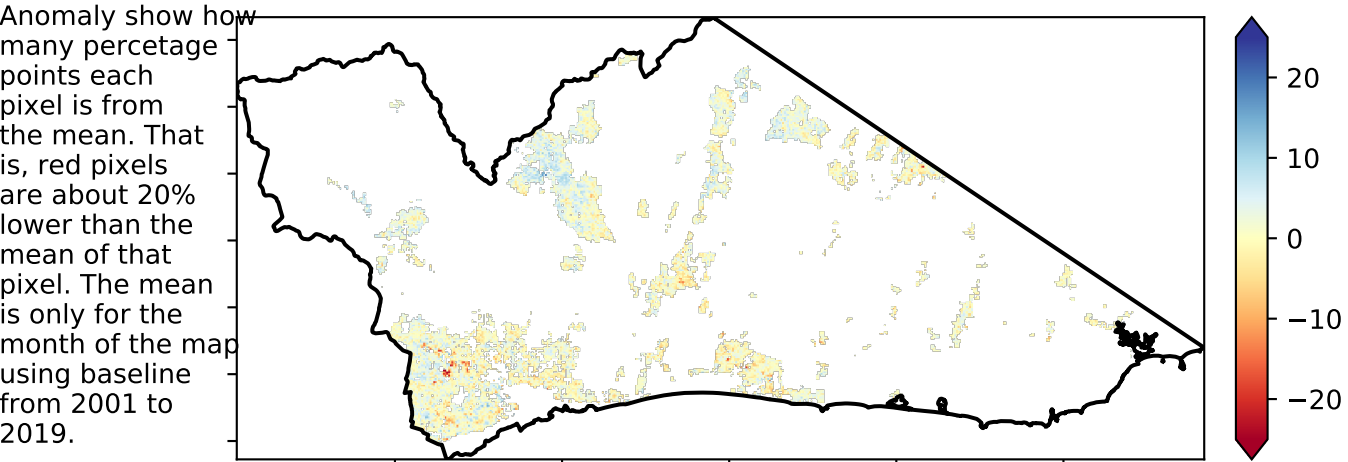 Anomaly show how
many percetage
points each
pixel is from
the mean. That
is, red pixels
are about 20%
lower than the
mean of that
pixel. The mean
is only for the
month of the map
using baseline
from 2001 to
2019.
20
10
0
−10
−20